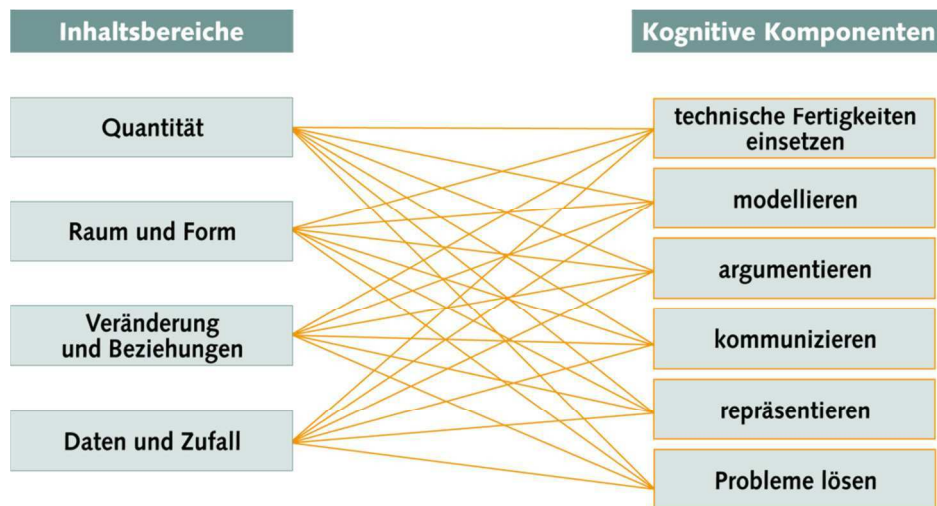 Inhaltsbereiche
Quantität
Raum und Form
Veränderung
und Beziehungen
Daten und Zufall
Kognitive Komponenten
technische Fertigkeiten
einsetzen
modellieren
argumentieren
kommunizieren
repräsentieren
Probleme lösen